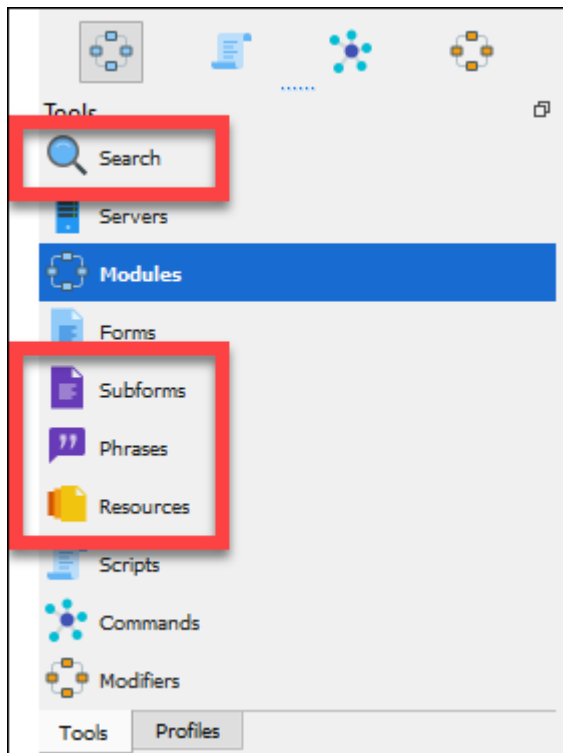 Tools
Search
Servers
Modules
Forms
Subforms
Phrases
Resources
Scripts
Commands
Modifiers
Tools Profiles